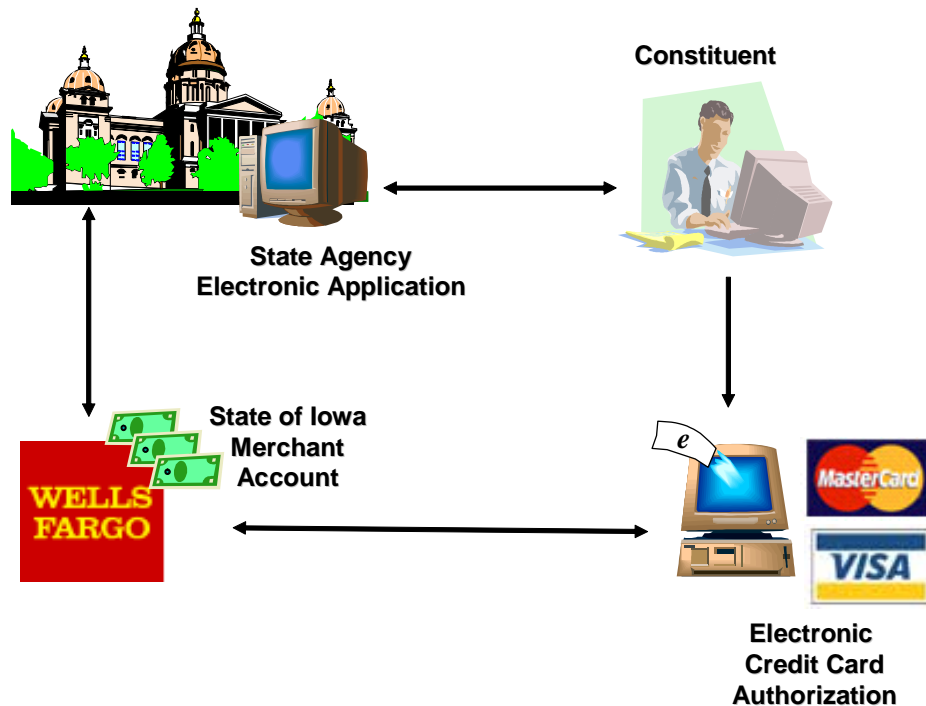 Constituent
State Agency
Electronic Application
State of Iowa
Merchant
Account
WELLS
FARGO
e
MasterCard
VISA
Electronic
Credit Card
Authorization